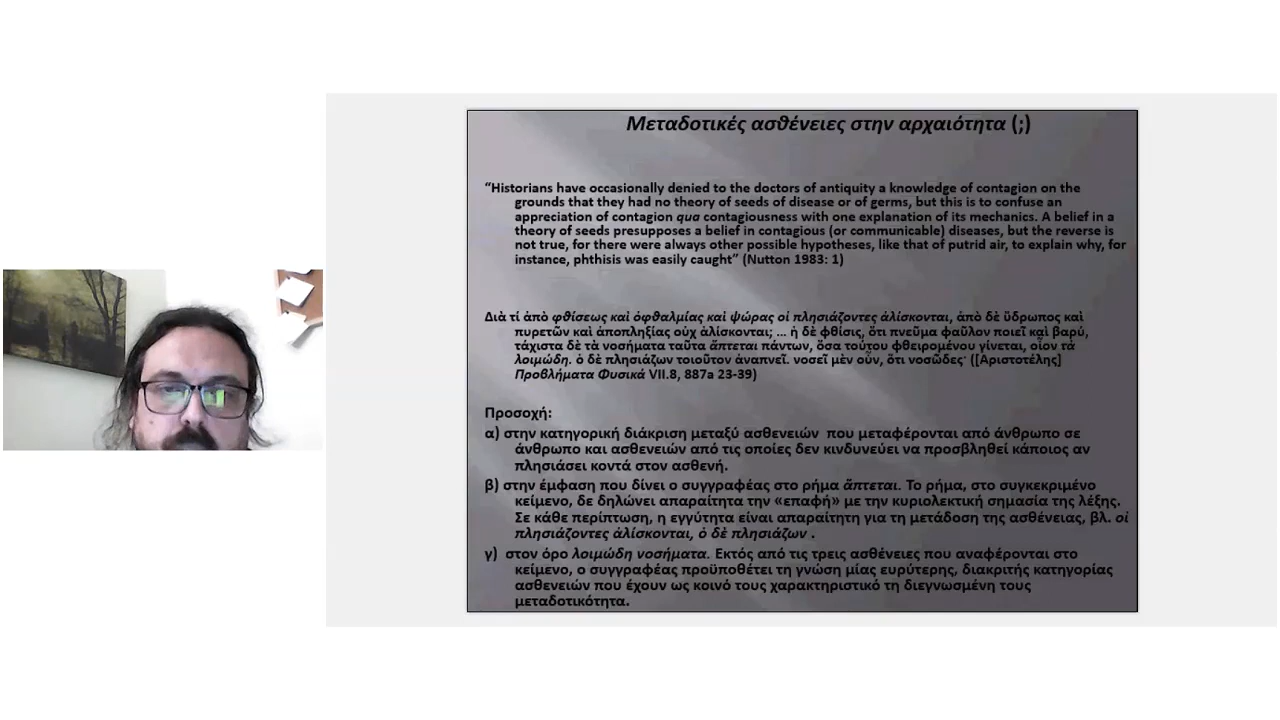 Μεταδοτικές ασθένειες στην αρχαιότητα (;)
“Historians have occasionally denied to the doctors of antiquity a knowledge of contagion on the
grounds that they had no theory of seeds of disease or of germs, but this is to confuse an
appreciation of contagion qua contagiousness with one explanation of its mechanics. A belief in a
theory of seeds presupposes a belief in contagious (or communicable) diseases, but the reverse is
not true, for there were always other possible hypotheses, like that of putrid air, to explain why, for
instance, phthisis was easily caught” (Nutton 1983: 1)
Διὰ τί ἀπὸ φθίσεως καὶ ὀφθαλμίας καὶ ψώρας οἱ πλησιάζοντες ἁλίσκονται, ἀπὸ δὲ ὕδρωπος καὶ
πυρετῶν καὶ ἀποπληξίας οὐχ ἁλίσκονται; ... ἡ δὲ φθίσις, ὅτι πνεῦμα φαῦλον ποιεῖ καὶ βαρύ,
τάχιστα δὲ τὰ νοσήματα ταῦτα ἅπτεται πάντων, ὅσα τούτου φθειρομένου γίνεται, οἷον τὰ
λοιμώδη. ὁ δὲ πλησιάζων τοιοῦτον ἀναπνεῖ. νοσεῖ μὲν οὖν, ὅτι νοσῶδες· ([Αριστοτέλης]
Προβλήματα Φυσικά VII.8, 887a 23-39)
Προσοχή:
α) στην κατηγορική διάκριση μεταξύ ασθενειών που μεταφέρονται από άνθρωπο σε
άνθρωπο και ασθενειών από τις οποίες δεν κινδυνεύει να προσβληθεί κάποιος αν
πλησιάσει κοντά στον ασθενή.
β) στην έμφαση που δίνει ο συγγραφέας στο ρήμα ἅπτεται. Το ρήμα, στο συγκεκριμένο
κείμενο, δε δηλώνει απαραίτητα την «επαφή» με την κυριολεκτική σημασία της λέξης.
Σε κάθε περίπτωση, η εγγύτητα είναι απαραίτητη για τη μετάδοση της ασθένειας, βλ. οἱ
πλησιάζοντες ἁλίσκονται, ὁ δὲ πλησιάζων .
γ) στον όρο λοιμώδη νοσήματα. Εκτός από τις τρεις ασθένειες που αναφέρονται στο
κείμενο, ο συγγραφέας προϋποθέτει τη γνώση μίας ευρύτερης, διακριτής κατηγορίας
ασθενειών που έχουν ως κοινό τους χαρακτηριστικό τη διεγνωσμένη τους
μεταδοτικότητα.